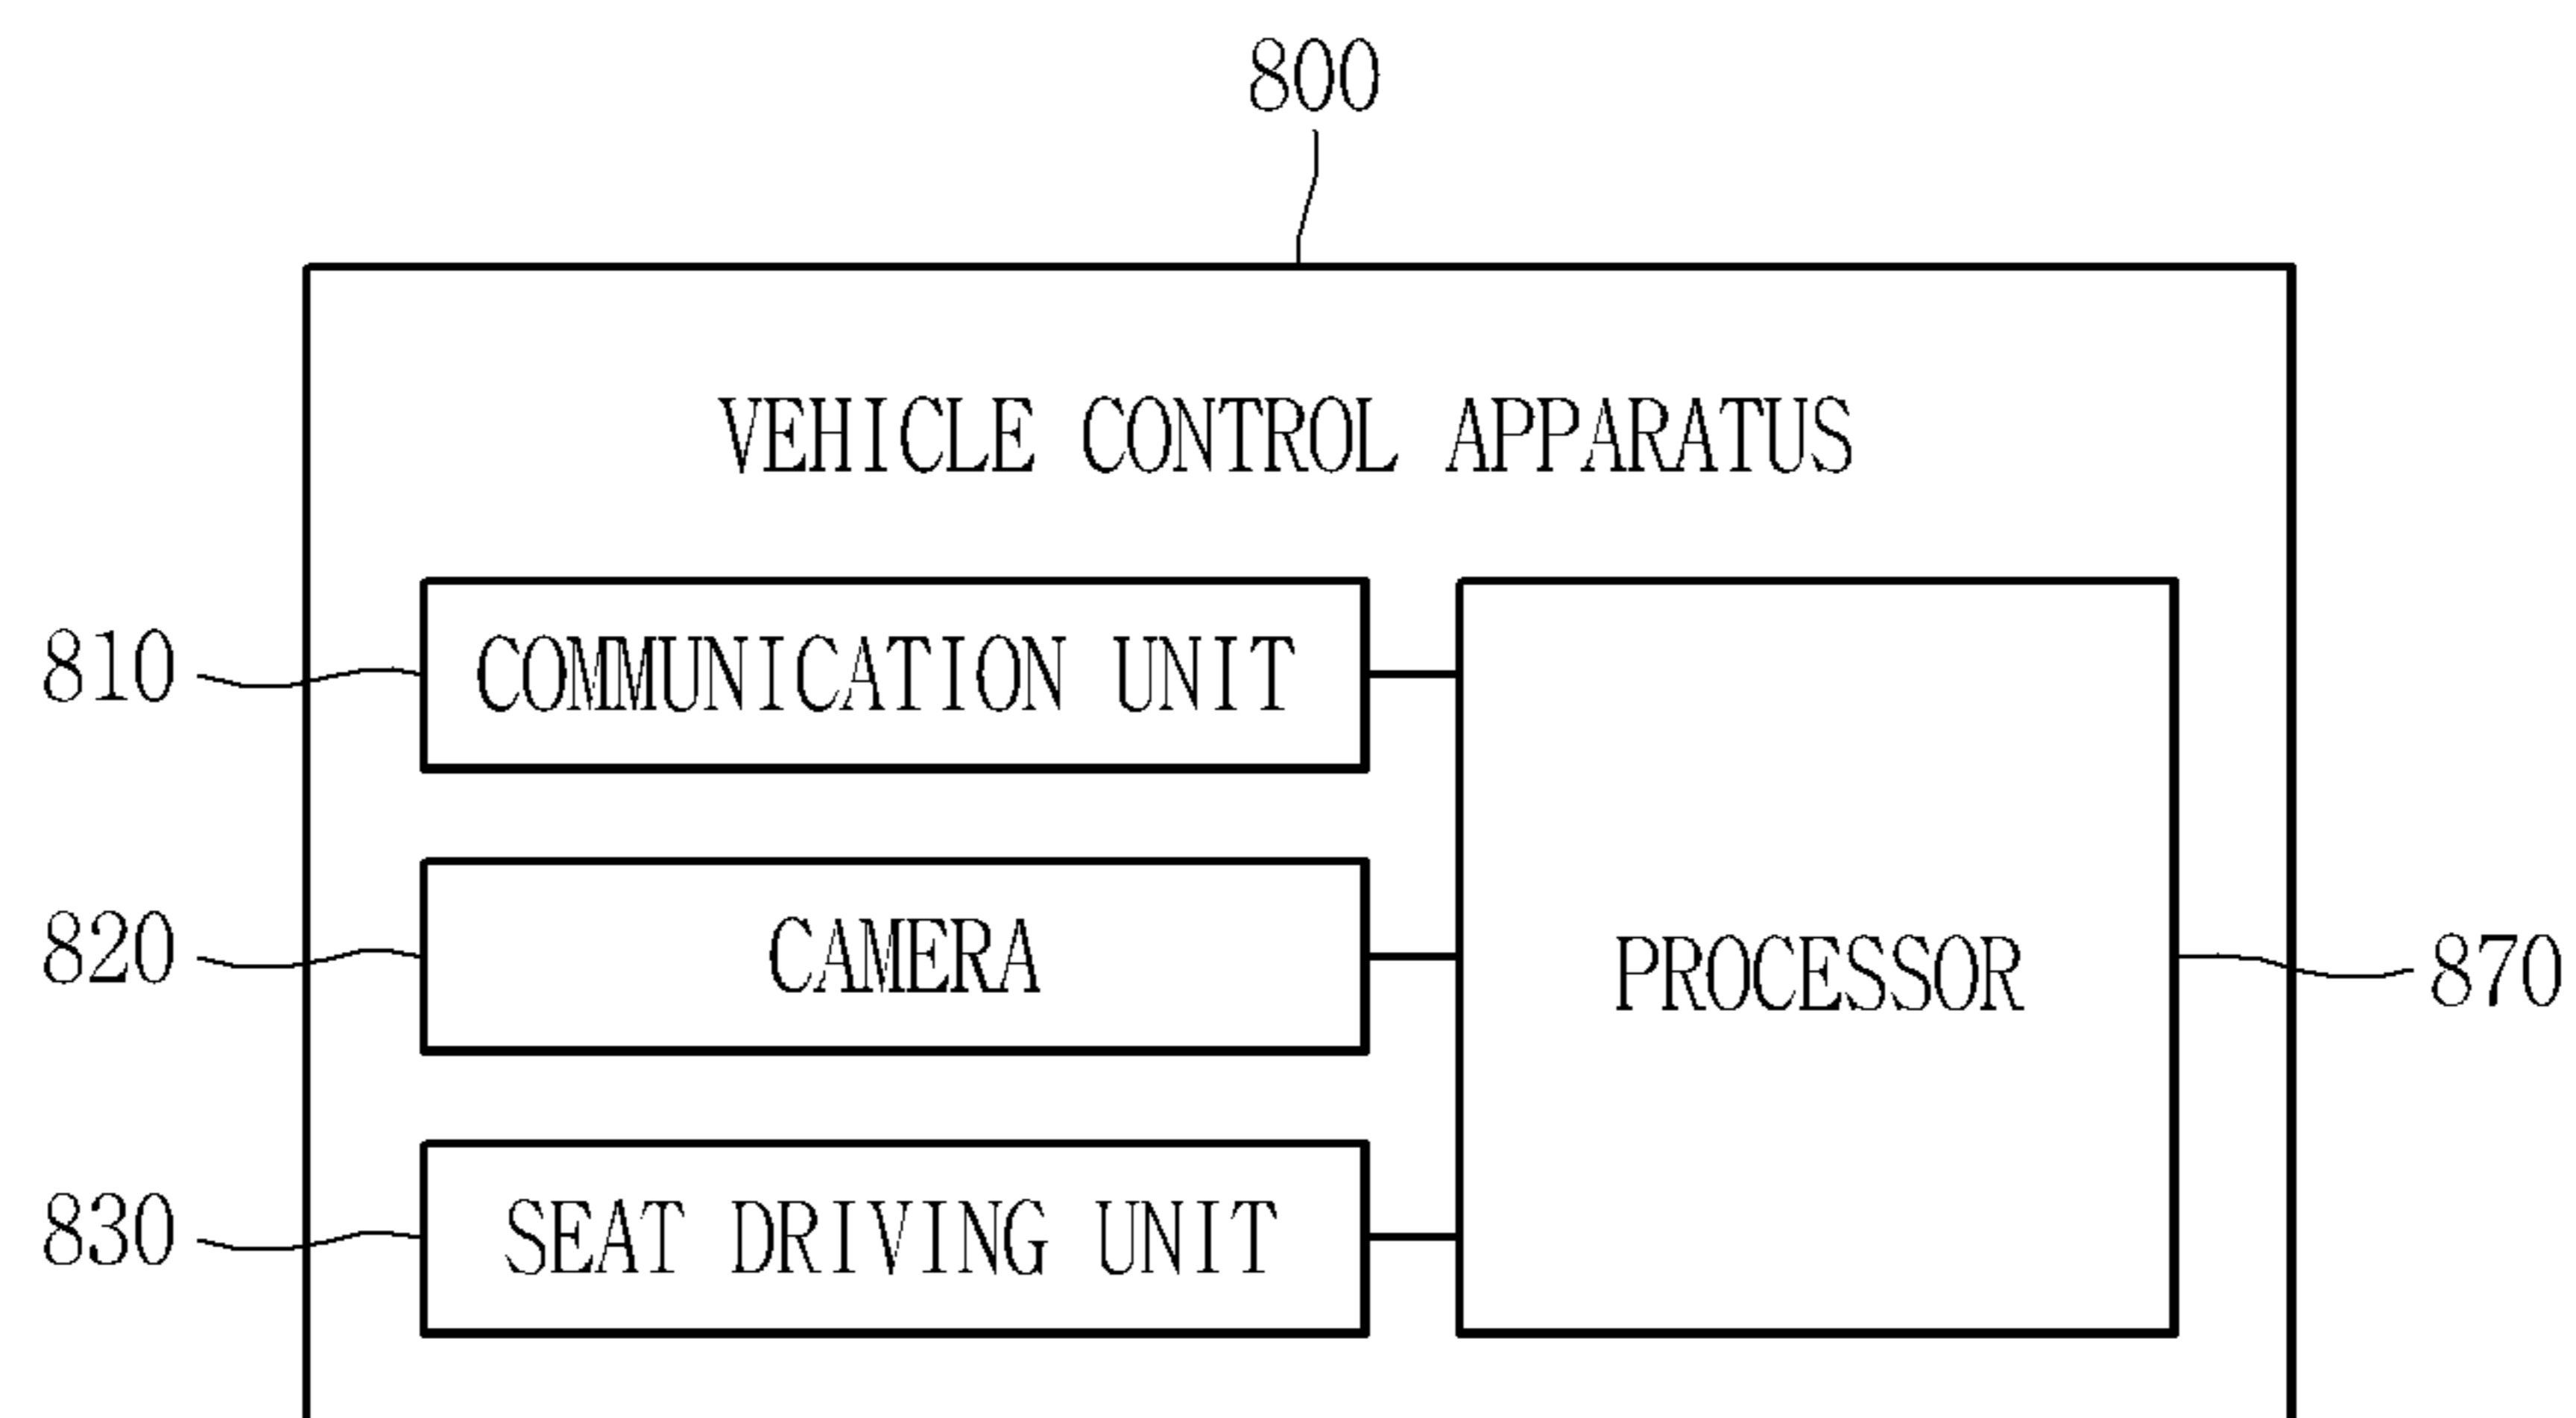 800
VEHICLE CONTROL APPARATUS
810
COMMUNICATION UNIT
820
CAMERA
PROCESSOR
870
830
SEAT DRIVING UNIT